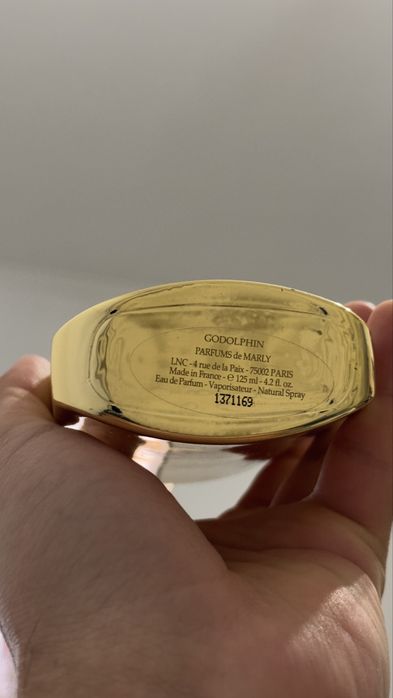 GODOLPHIN
PARFUMS de MARLY
LNC - 4 rue de la Paix - 75002 PARIS
Made in France - ℮ 125 ml - 4.2 fl. oz.
Eau de Parfum - Vaporisateur - Natural Spray
1371169